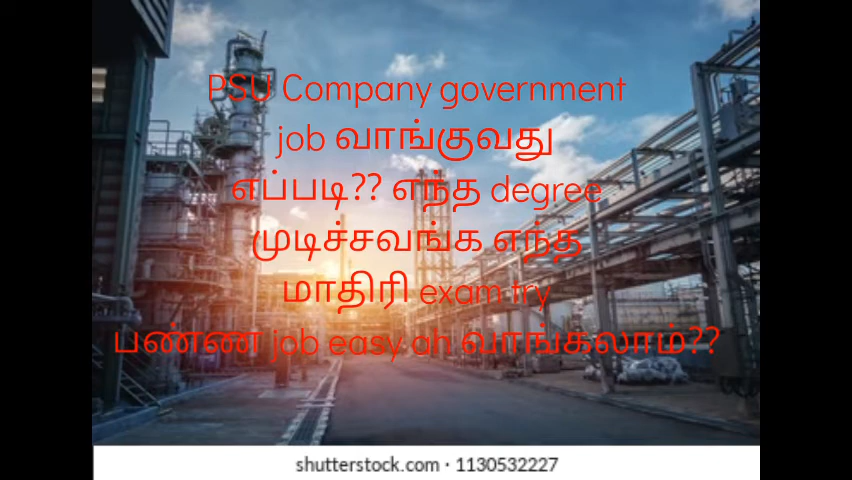 PSU Company government
job வாங்குவது
எப்படி?? எந்த degree
முடிச்சவங்க எந்த
மாதிரி exam try
பண்ண job easy ah வாங்கலாம்??
shutterstock.com · 1130532227